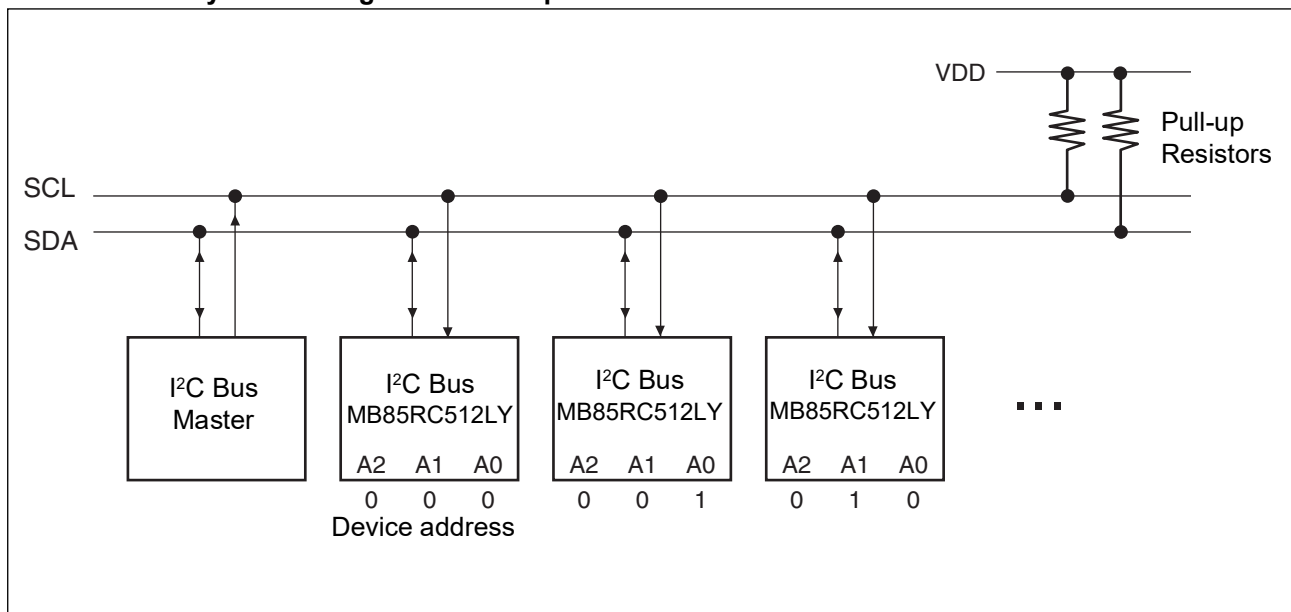 VDD
Pull-up
Resistors
SCL
SDA
I²C Bus
Master
I²C Bus
MB85RC512LY
A2 A1 A0
0 0 0
Device address
I²C Bus
MB85RC512LY
A2 A1 A0
0 0 1
I²C Bus
MB85RC512LY
A2 A1 A0
0 1 0